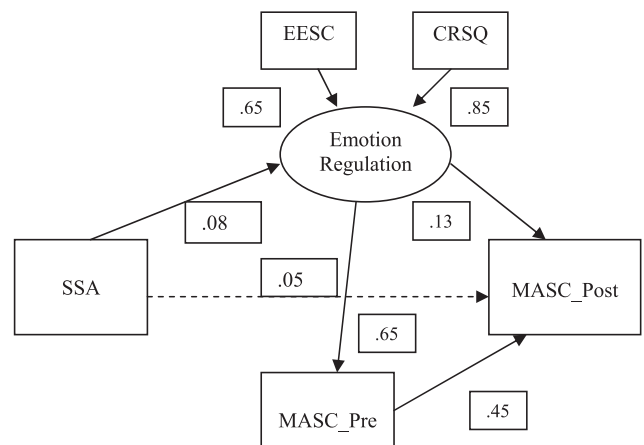 EESC
CRSQ
.65
.85
Emotion
Regulation
.08
.13
SSA
.05
MASC_Post
.65
MASC_Pre
.45